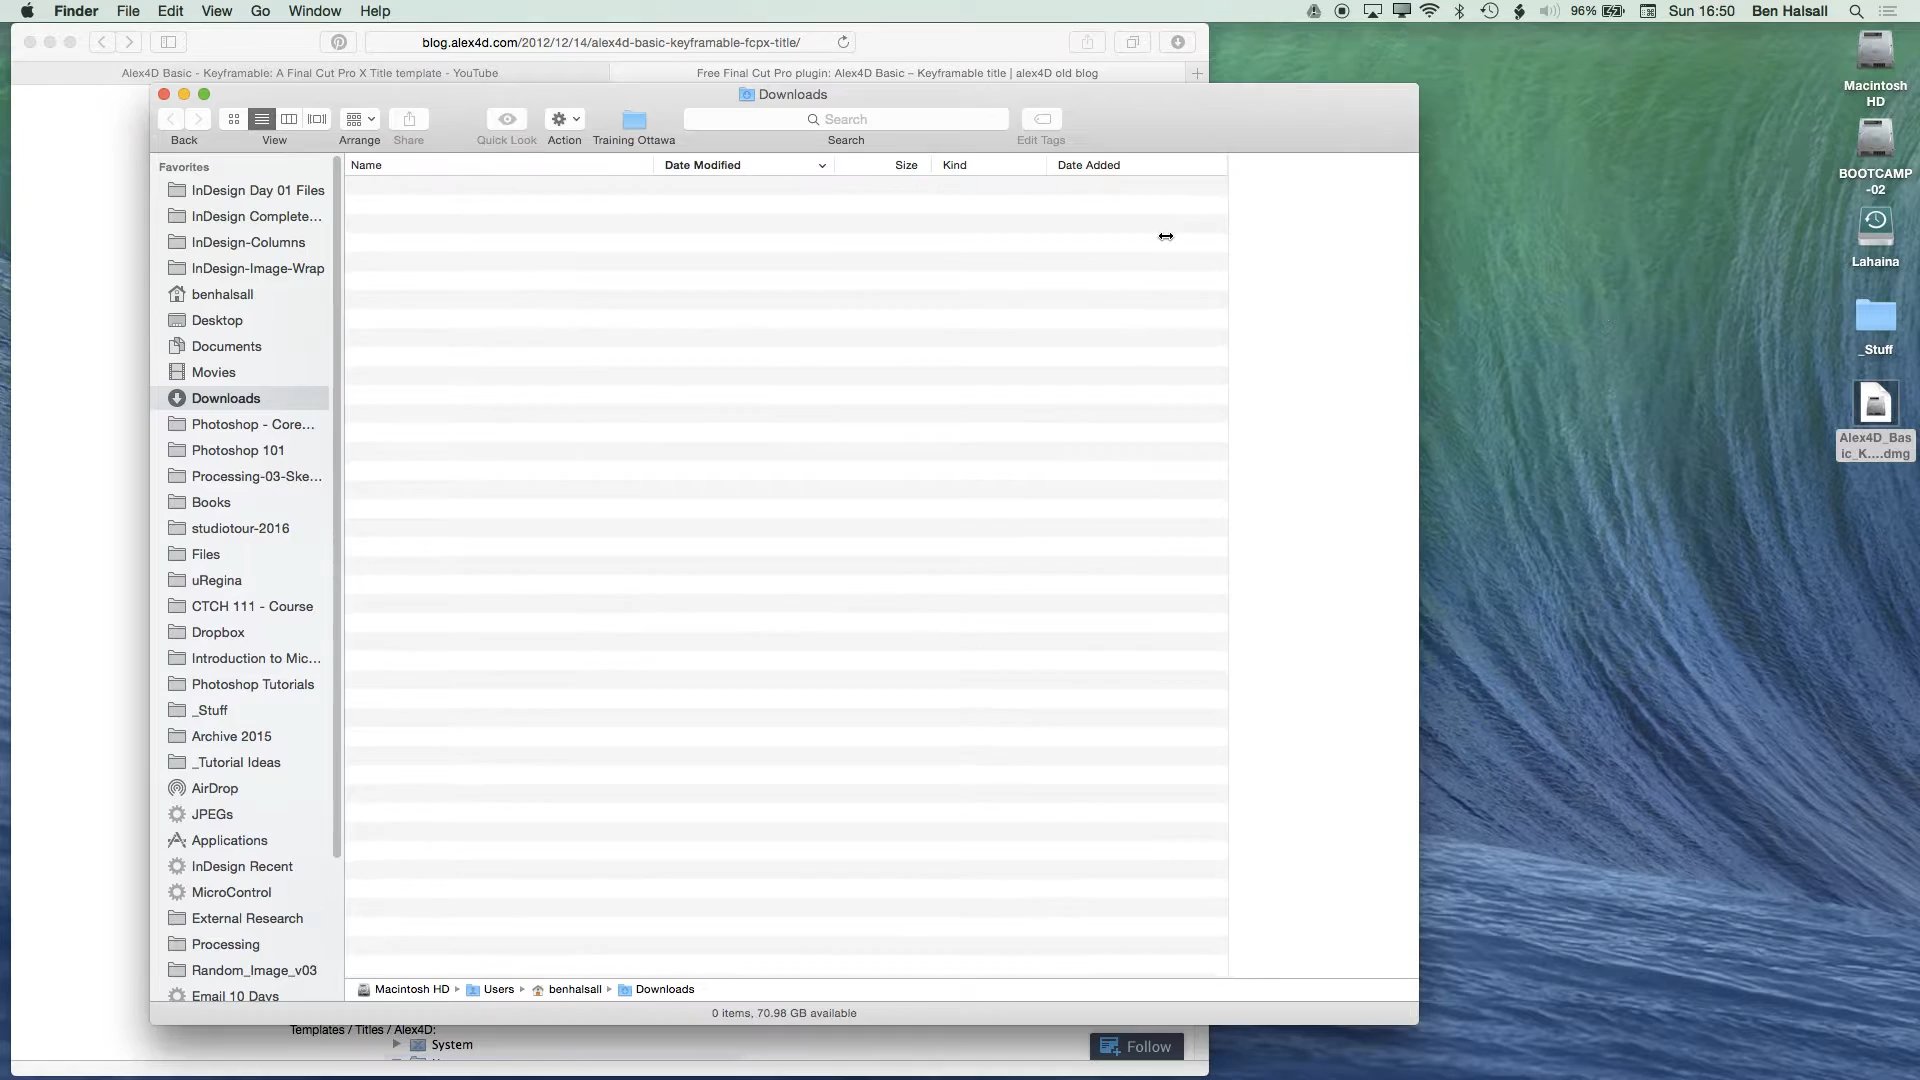 Finder File Edit View Go Window Help
96% Sun 16:50 Ben Halsall
blog.alex4d.com/2012/12/14/alex4d-basic-keyframable-fcpx-title/
Alex4D Basic - Keyframable: A Final Cut Pro X Title template - YouTube
Free Final Cut Pro plugin: Alex4D Basic – Keyframable title | alex4d old blog
Downloads
Search
Back View Arrange Share Quick Look Action Training Ottawa Search Edit Tags
Name Date Modified Size Kind Date Added
Favorites
InDesign Day 01 Files
InDesign Complete...
InDesign-Columns
InDesign-Image-Wrap
benhalsall
Desktop
Documents
Movies
Downloads
Photoshop - Core...
Photoshop 101
Processing-03-Ske...
Books
studiotour-2016
Files
uRegina
CTCH 111 - Course
Dropbox
Introduction to Mic...
Photoshop Tutorials
_Stuff
Archive 2015
_Tutorial Ideas
AirDrop
JPEGs
Applications
InDesign Recent
MicroControl
External Research
Processing
Random_Image_v03
Email 10 Days
Macintosh HD Users benhalsall Downloads
0 items, 70.98 GB available
Templates / Titles / Alex4D:
System
Follow
Macintosh
HD
BOOTCAMP
-02
Lahaina
_Stuff
Alex4D_Bas
ic_K....dmg